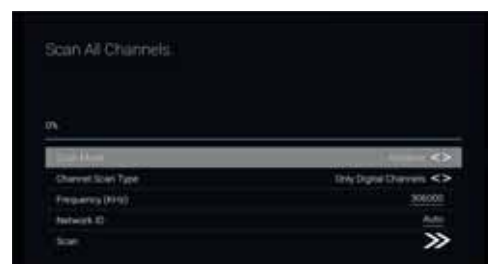 Scan All Channels
0%
Scan Mode
Channel Scan Type Only Digital Channels
Frequency (KHz) 306000
Network ID Auto
Scan